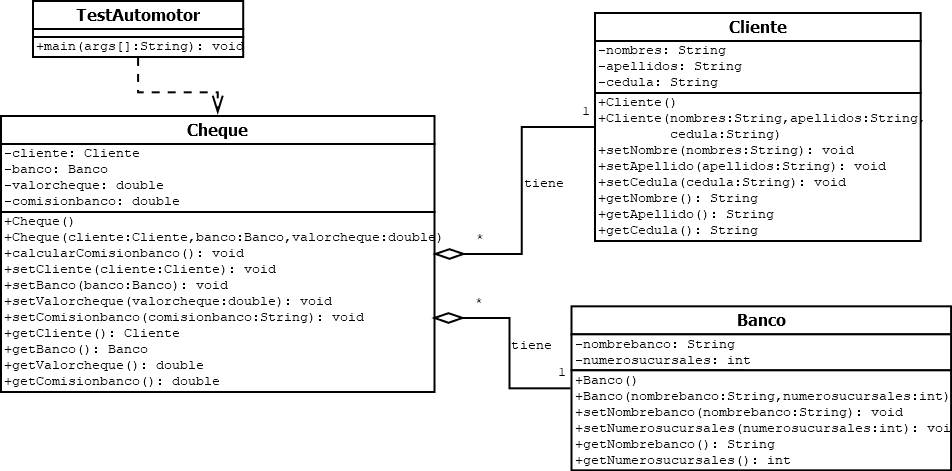 TestAutomotor
+main(args[]:String): void
Cheque
-cliente: Cliente
-banco: Banco
-valorcheque: double
-comisionbanco: double
+Cheque()
+Cheque(cliente:Cliente,banco:Banco,valorcheque:double)
+calcularComisionbanco(): void
+setCliente(cliente:Cliente): void
+setBanco(banco:Banco): void
+setValorcheque(valorcheque:double): void
+setComisionbanco(comisionbanco:String): void
+getCliente(): Cliente
+getBanco(): Banco
+getValorcheque(): double
+getComisionbanco(): double
*
tiene
1
*
tiene
1
Cliente
-nombres: String
-apellidos: String
-cedula: String
+Cliente()
+Cliente(nombres:String,apellidos:String,
cedula:String)
+setNombre(nombres:String): void
+setApellido(apellidos:String): void
+setCedula(cedula:String): void
+getNombre(): String
+getApellido(): String
+getCedula(): String
Banco
-nombrebanco: String
-numerosucursales: int
+Banco()
+Banco(nombrebanco:String,numerosucursales:int)
+setNombrebanco(nombrebanco:String): void
+setNumerosucursales(numerosucursales:int): voi
+getNombrebanco(): String
+getNumerosucursales(): int